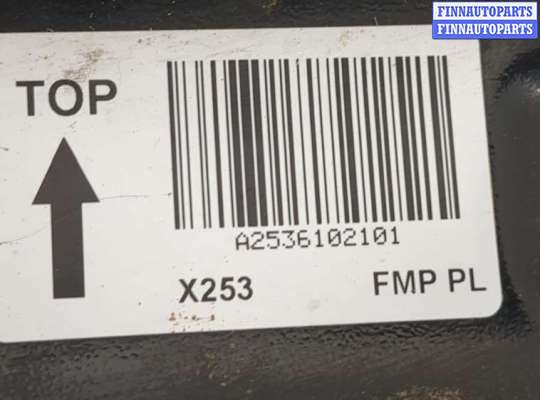 FINNAUTOPARTS
FINNAUTOPARTS
TOP
A2536102101
X253
FMP PL